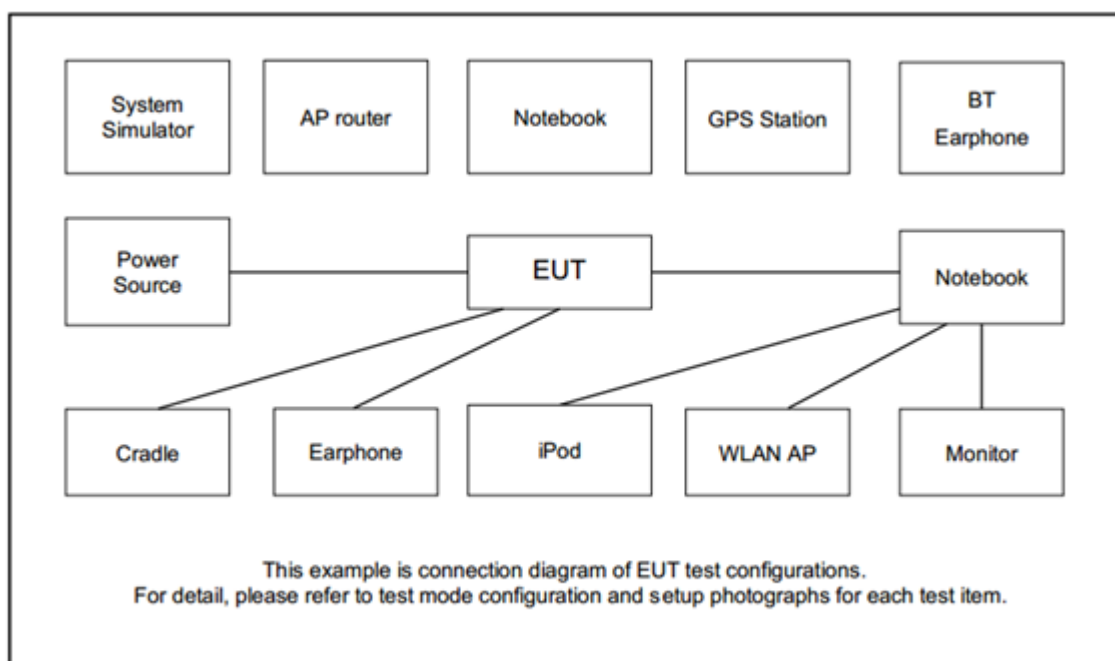 System
Simulator
AP router
Notebook
GPS Station
BT
Earphone
Power
Source
EUT
Notebook
Cradle
Earphone
iPod
WLAN AP
Monitor
This example is connection diagram of EUT test configurations.
For detail, please refer to test mode configuration and setup photographs for each test item.